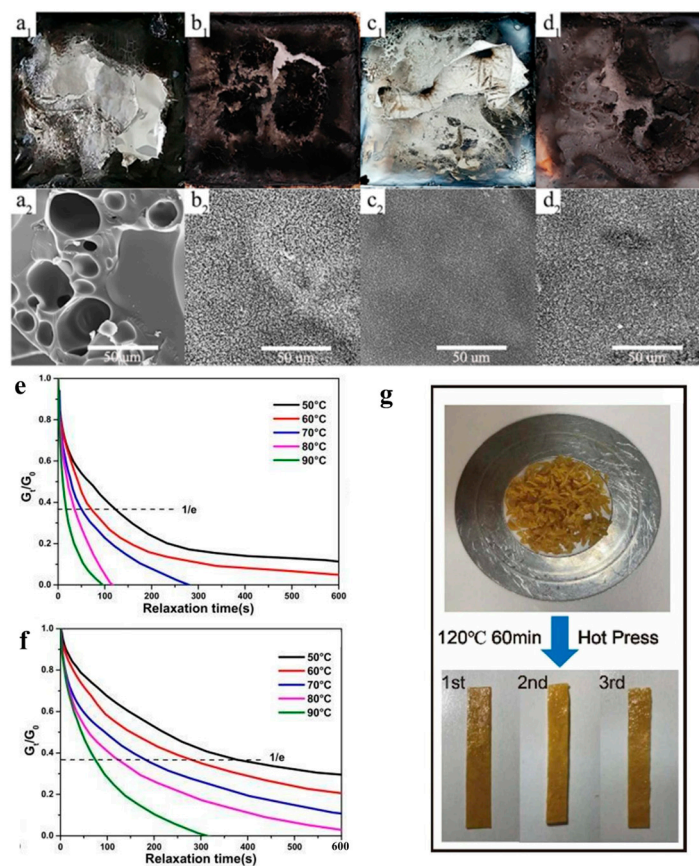 a1 b1 c1 d1
a2 b2 c2 d2
50 um 50 um 50 um 50 um
e
1.0
0.8
0.6
0.4
0.2
0.0
Gt/G0
50°C
60°C
70°C
80°C
90°C
1/e
0 100 200 300 400 500 600
Relaxation time(s)
f
1.0
0.8
0.6
0.4
0.2
0.0
Gt/G0
50°C
60°C
70°C
80°C
90°C
1/e
0 100 200 300 400 500 600
Relaxation time(s)
g
120℃ 60min Hot Press
1st 2nd 3rd